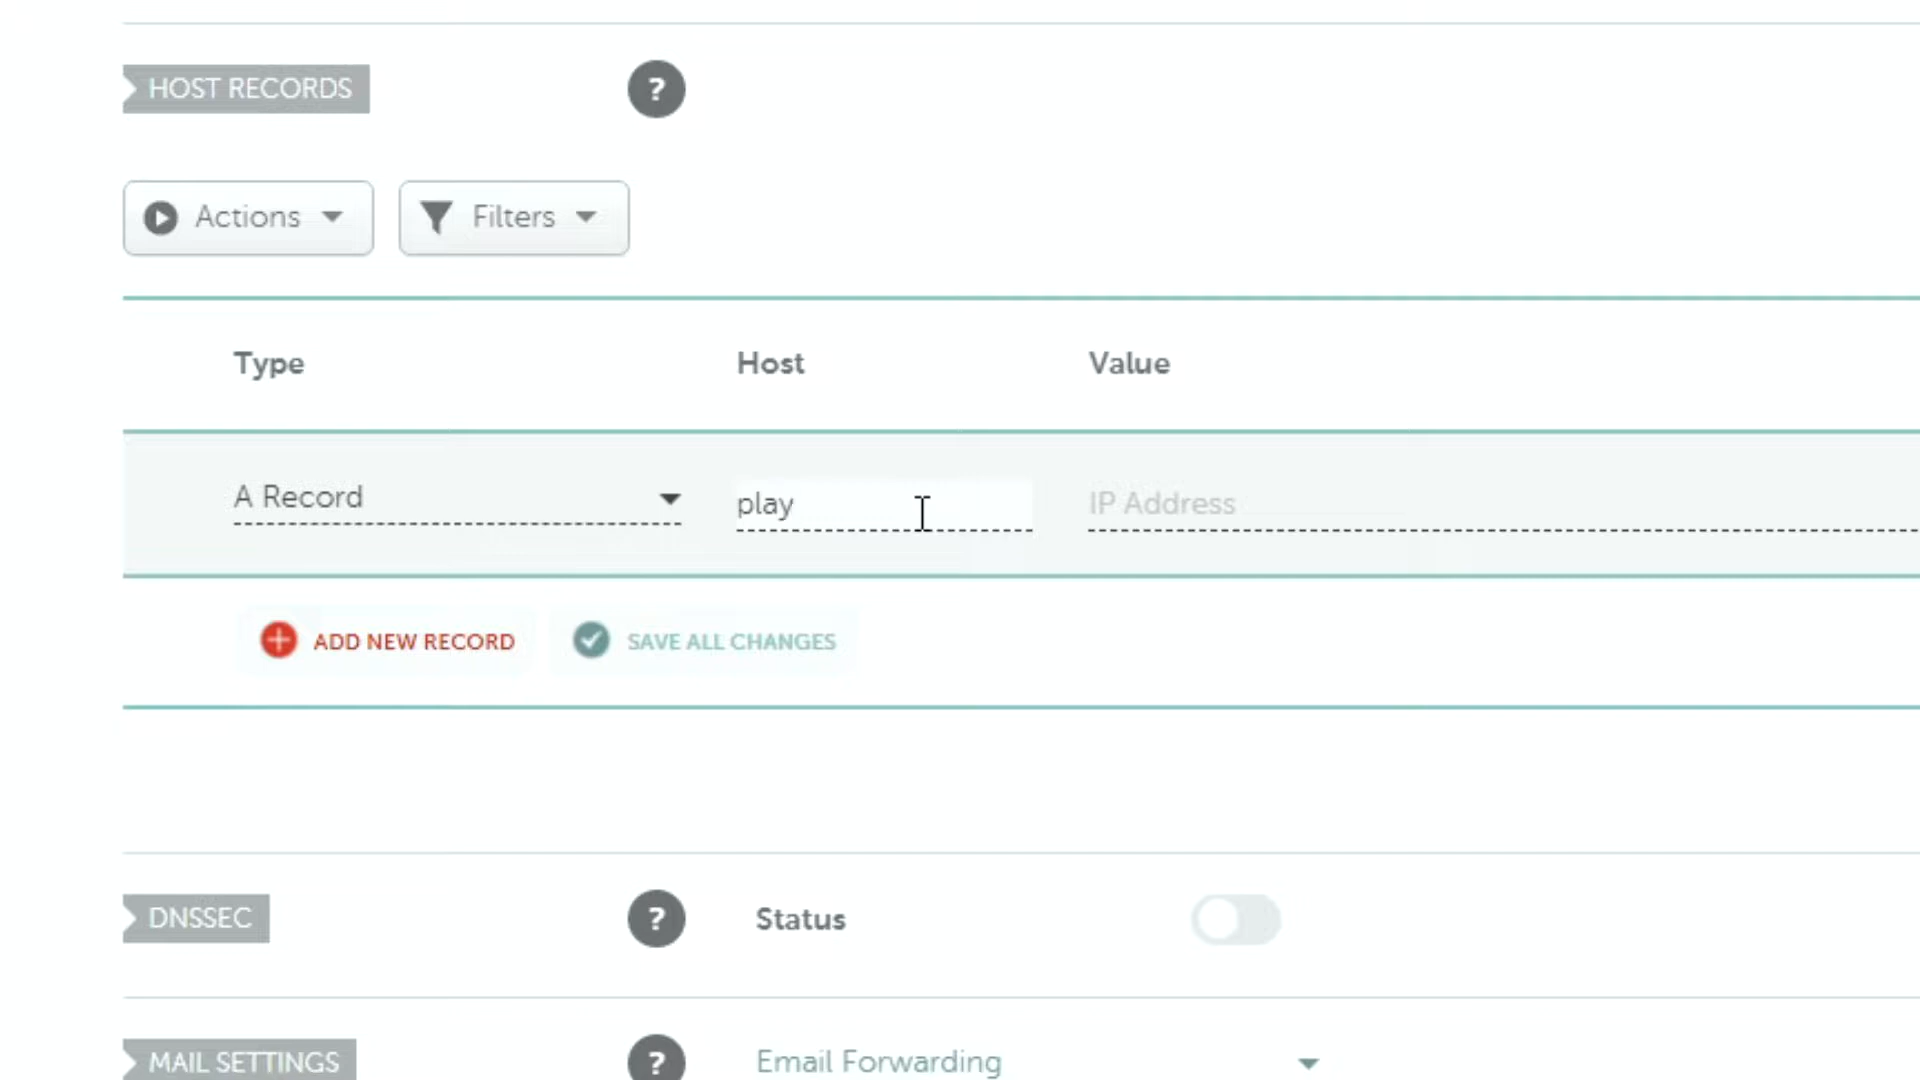 HOST RECORDS ?
Actions Filters
Type Host Value
A Record play IP Address
ADD NEW RECORD SAVE ALL CHANGES
DNSSEC ? Status
MAIL SETTINGS ? Email Forwarding